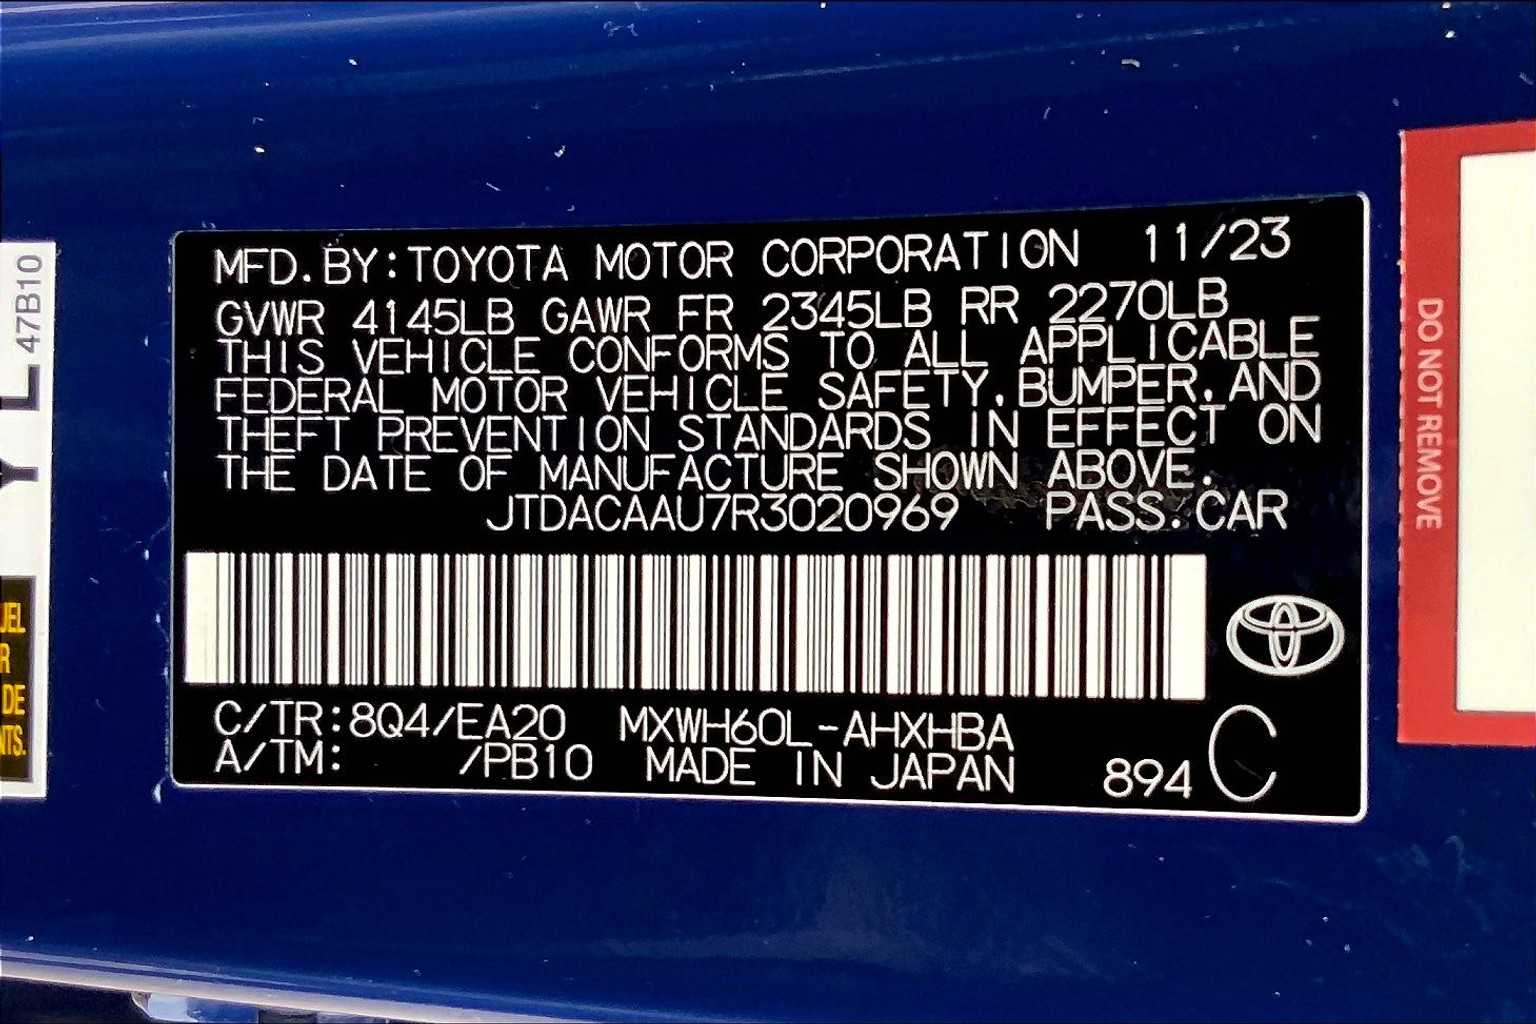 MFD.BY:TOYOTA MOTOR CORPORATION 11/23
GVWR 4145LB GAWR FR 2345LB RR 2270LB
THIS VEHICLE CONFORMS TO ALL APPLICABLE
FEDERAL MOTOR VEHICLE SAFETY.BUMPER.AND
THEFT PREVENTION STANDARDS IN EFFECT ON
THE DATE OF MANUFACTURE SHOWN ABOVE.
JTDACAAU7R3020969 PASS.CAR
C/TR:8Q4/EA20 MXWH60L-AHXHBA
A/TM: /PB10 MADE IN JAPAN 894 C
Y L 47B10
DE
DO NOT REMOVE